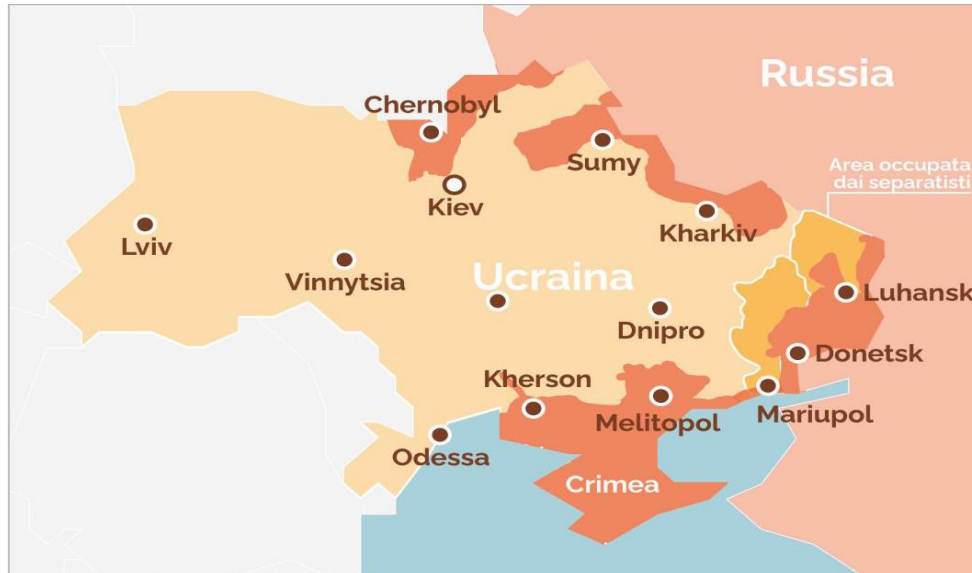 Russia
Chernobyl
Sumy
Area occupata
dai separatisti
Kiev
Kharkiv
Lviv
Vinnytsia
Ucraina
Luhansk
Dnipro
Donetsk
Kherson
Melitopol
Mariupol
Odessa
Crimea